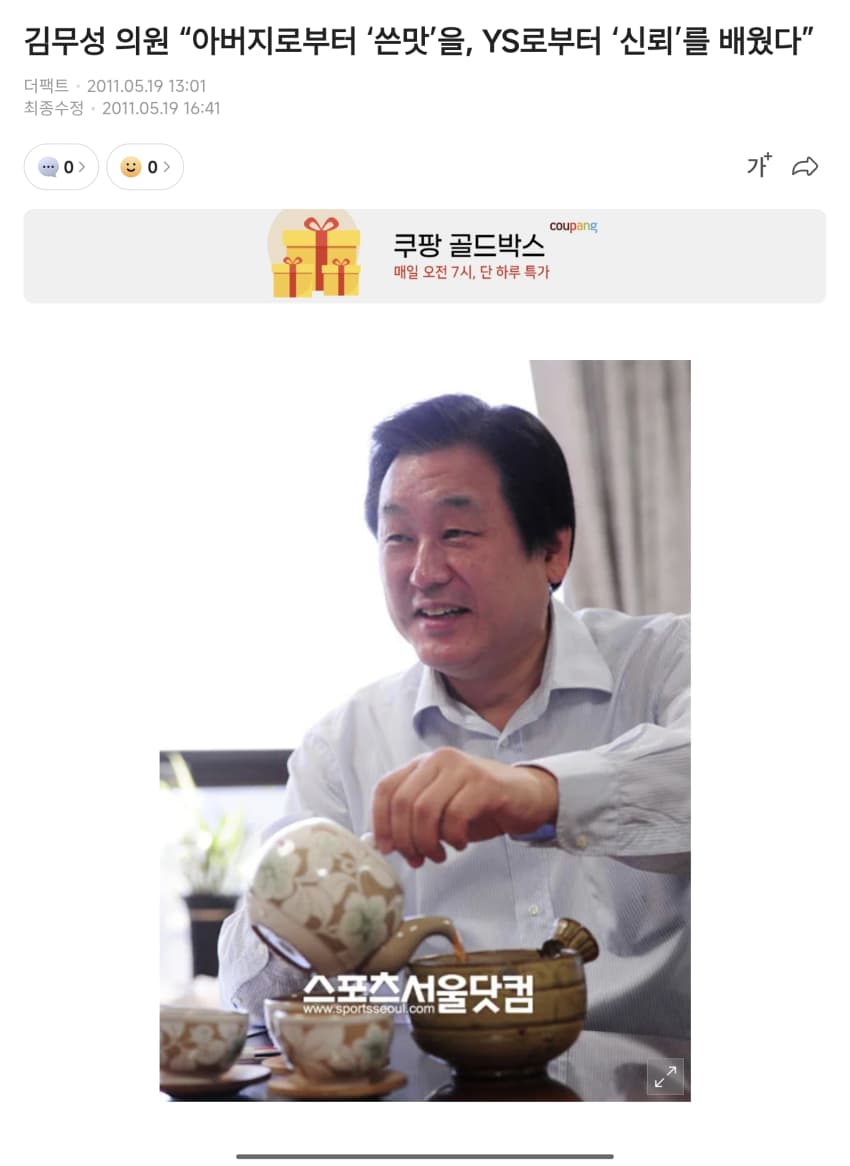 김무성 의원 “아버지로부터 ‘쓴맛’을, YS로부터 ‘신뢰’를 배웠다”
더팩트 · 2011.05.19 13:01
최종수정 · 2011.05.19 16:41
0
0
가+
coupang
쿠팡 골드박스
매일 오전 7시, 단 하루 특가
스포츠서울닷컴
www.sportsseoul.com